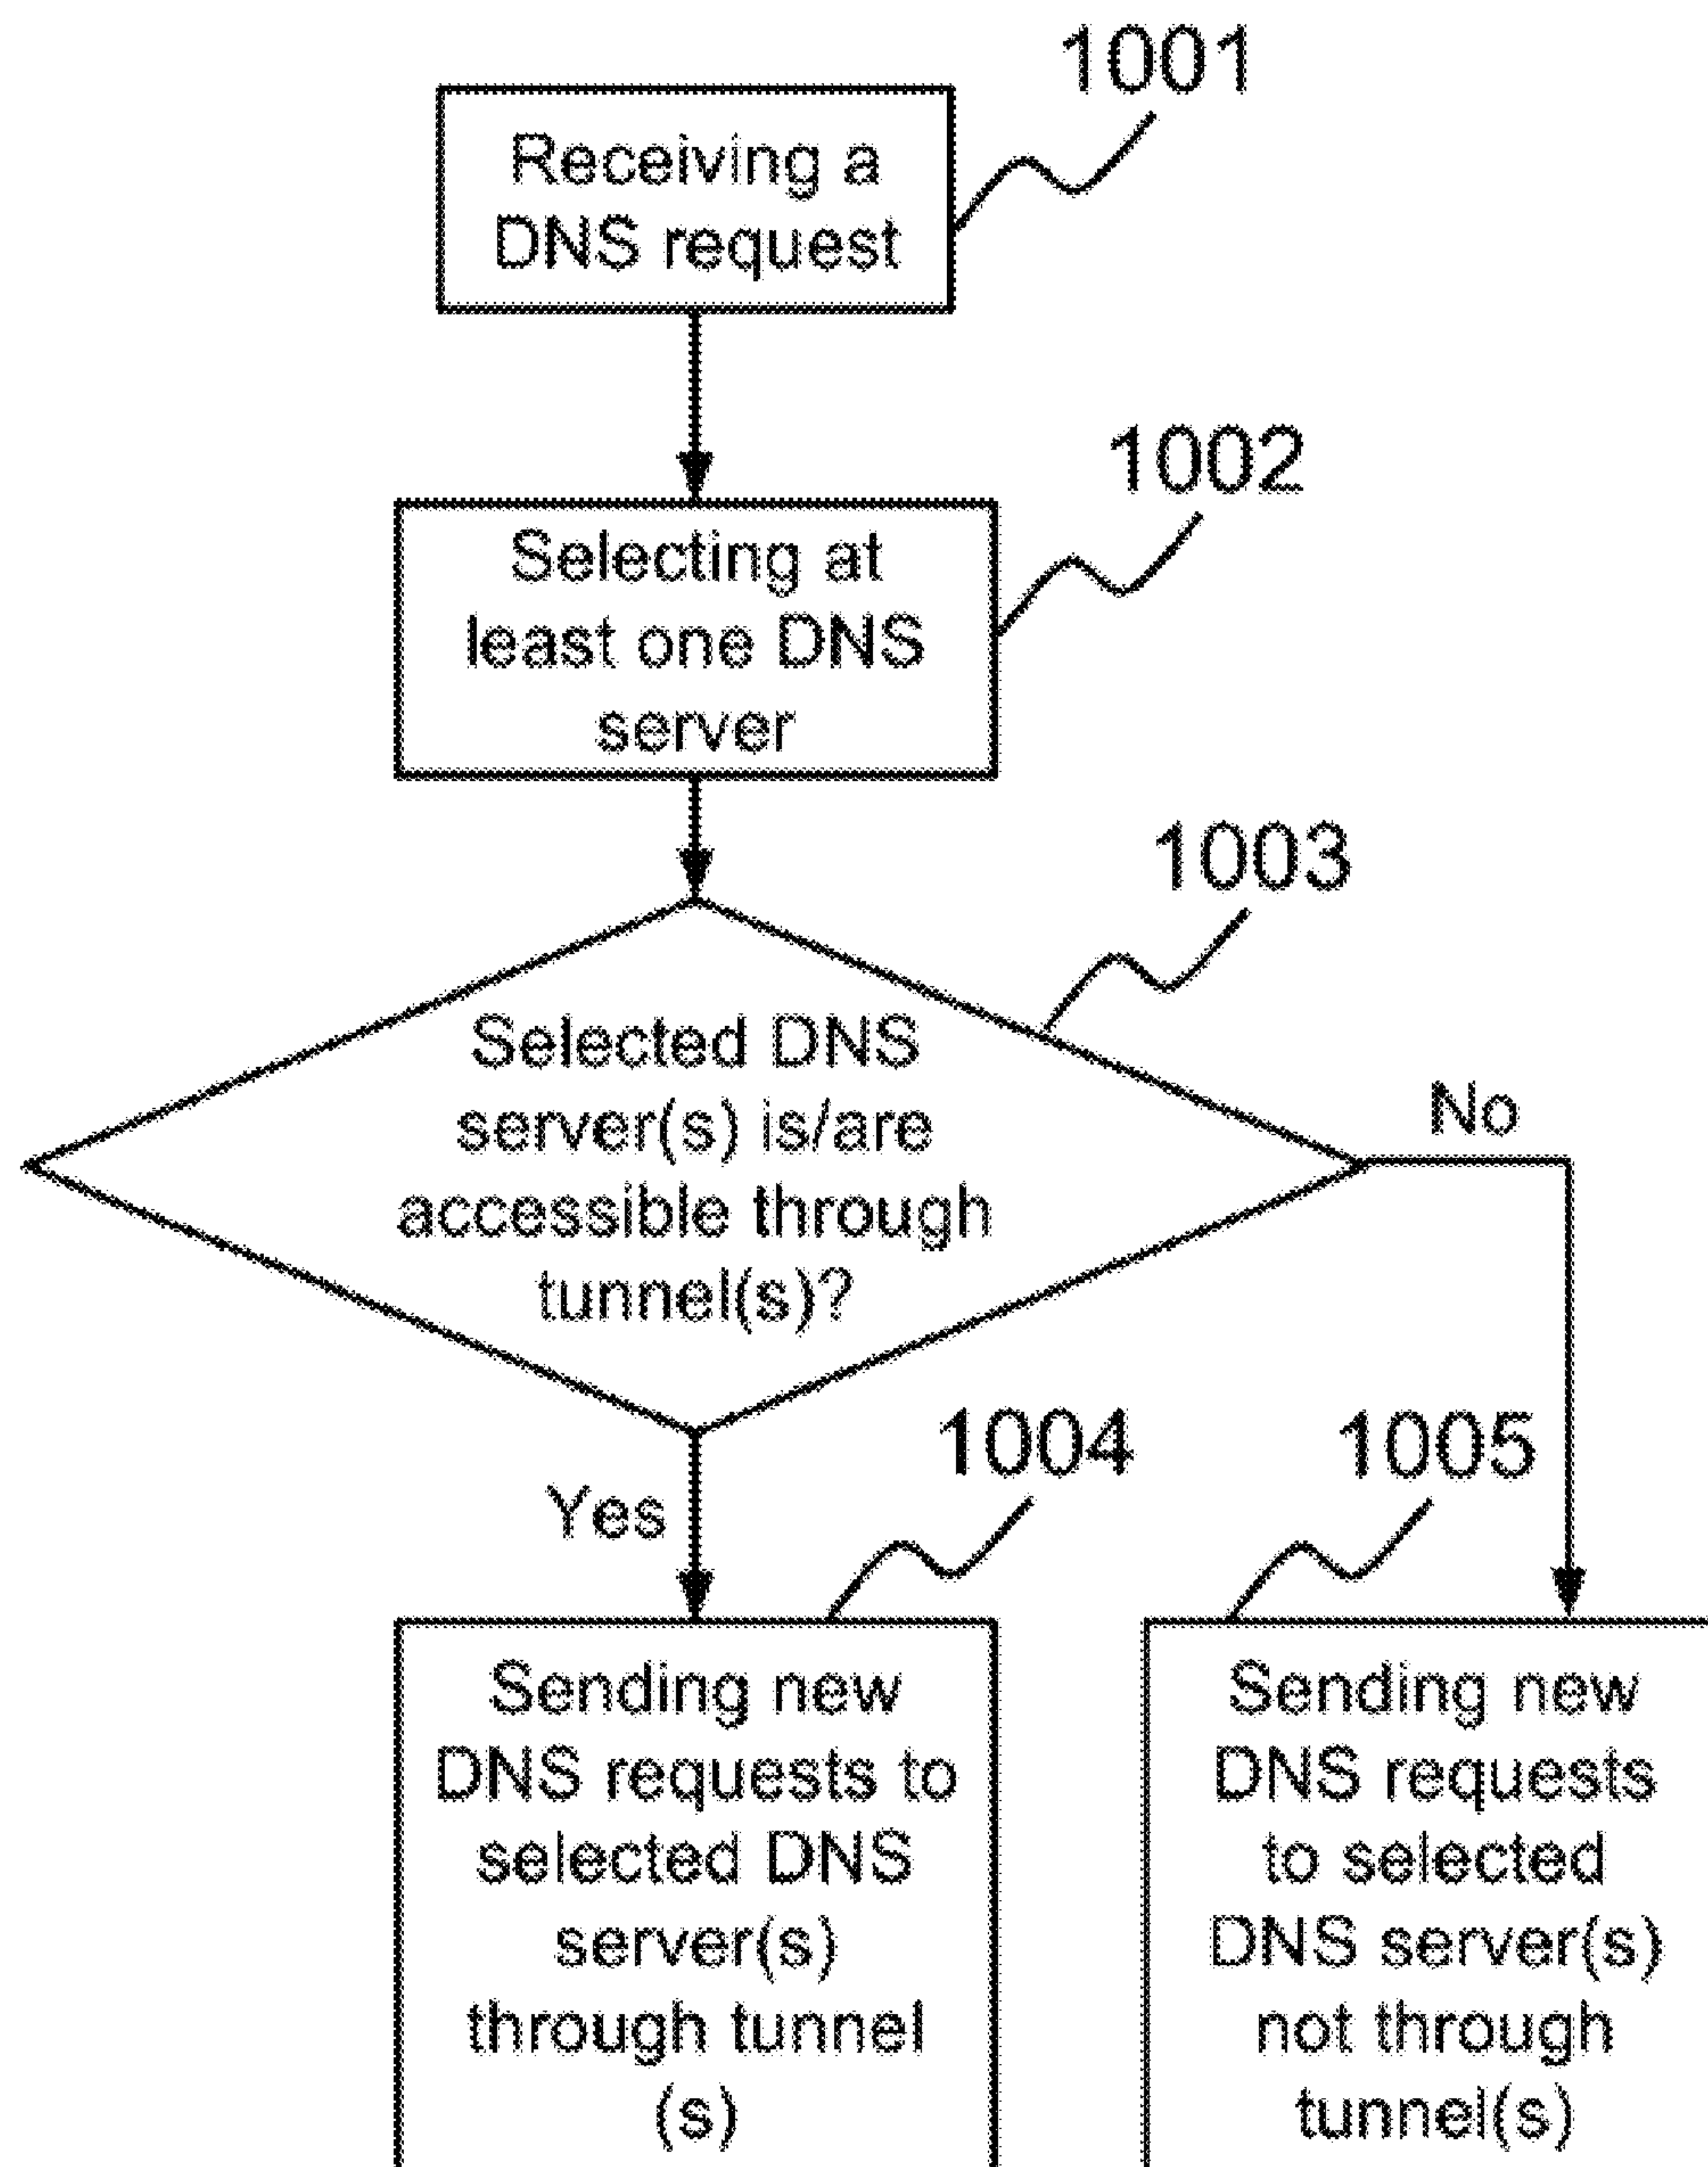 1001
Receiving a
DNS request
1002
Selecting at
least one DNS
server
1003
Selected DNS
server(s) is/are
accessible through
tunnel(s)?
No
Yes
1004
Sending new
DNS requests to
selected DNS
server(s)
through tunnel
(s)
1005
Sending new
DNS requests
to selected
DNS server(s)
not through
tunnel(s)